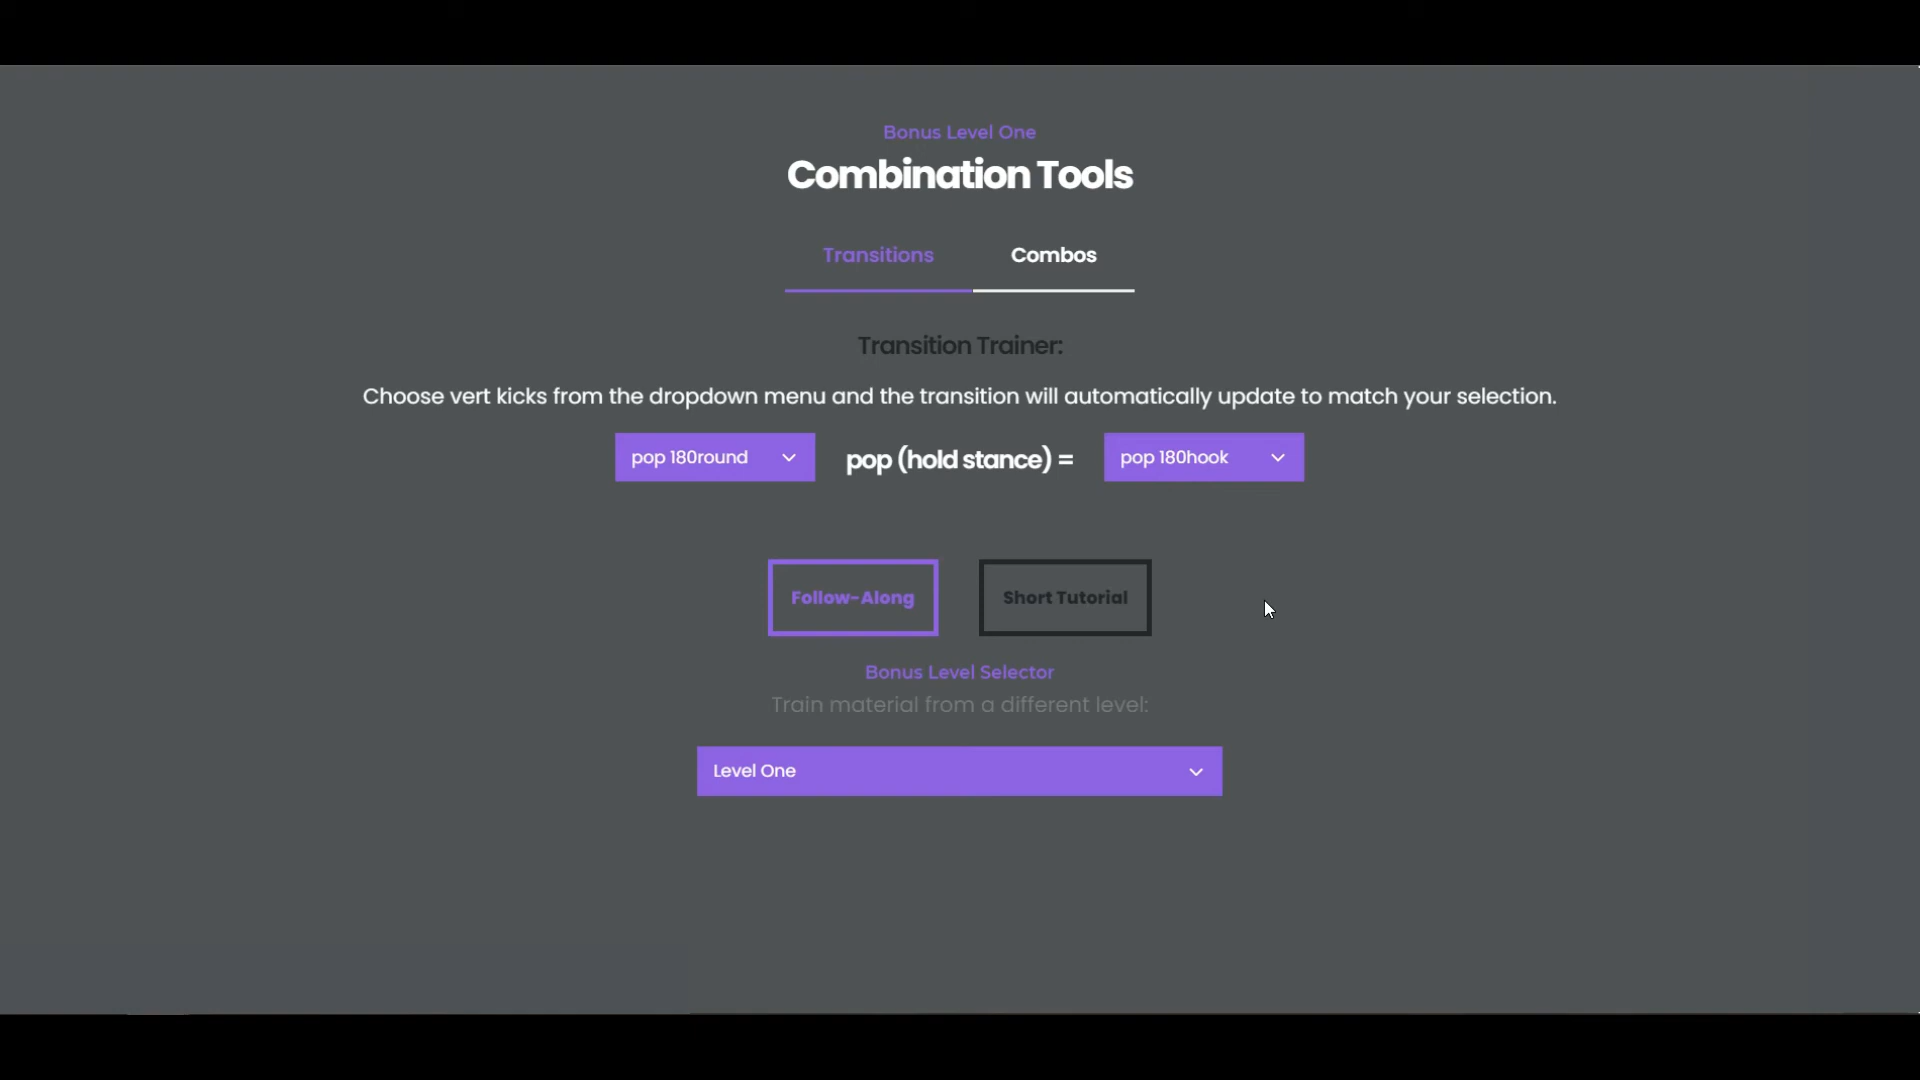 Bonus Level One
Combination Tools
Transitions Combos
Transition Trainer:
Choose vert kicks from the dropdown menu and the transition will automatically update to match your selection.
pop 180round pop (hold stance) = pop 180hook
Follow-Along Short Tutorial
Bonus Level Selector
Train material from a different level:
Level One